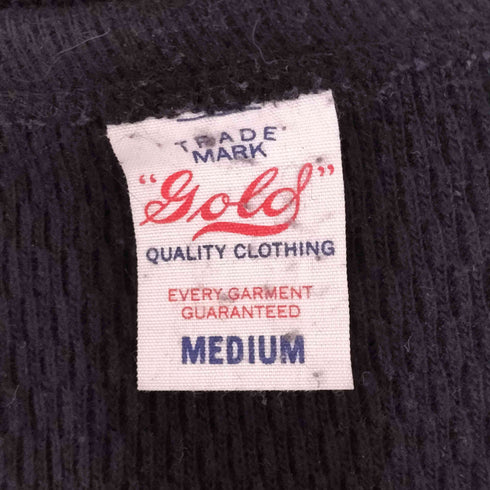 TRADE
MARK
"Gold"
QUALITY CLOTHING
EVERY GARMENT
GUARANTEED
MEDIUM